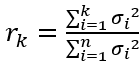 r_k = \frac{\sum_{i=1}^{k} \sigma_i^2}{\sum_{i=1}^{n} \sigma_i^2}